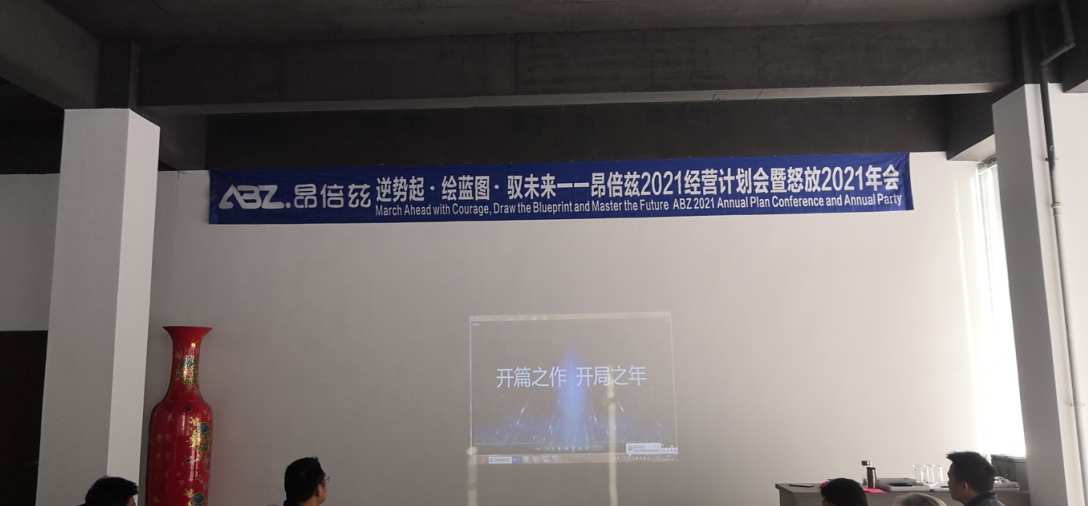 ABZ.昂倍兹
逆势起·绘蓝图·驭未来——昂倍兹2021经营计划会暨怒放2021年会
March Ahead with Courage, Draw the Blueprint and Master the Future ABZ 2021 Annual Plan Conference and Annual Party
开篇之作 开局之年